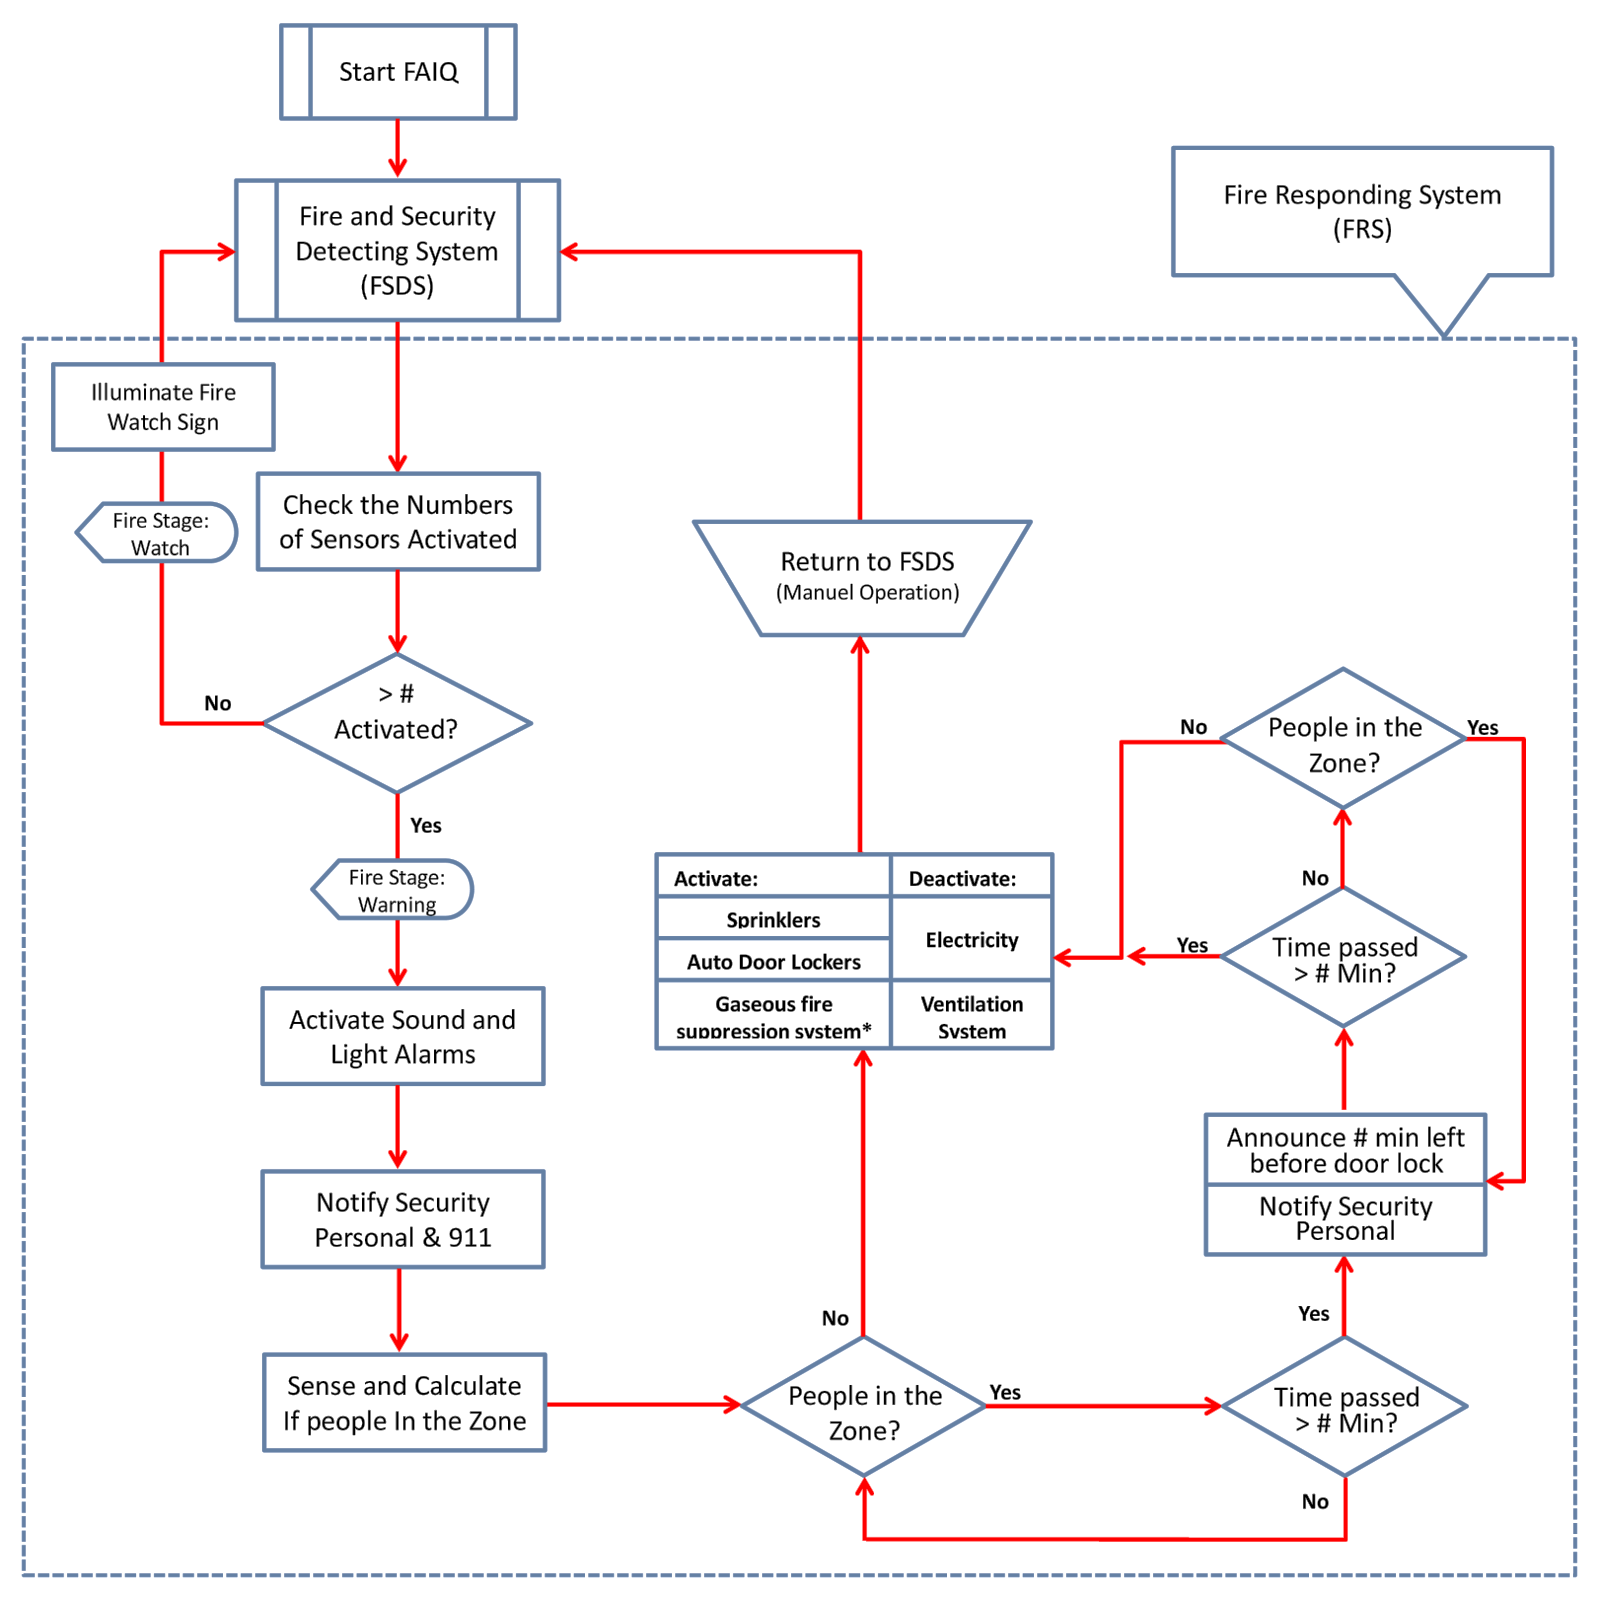 Start FAIQ
Fire and Security
Detecting System
(FSDS)
Fire Responding System
(FRS)
Illuminate Fire
Watch Sign
Fire Stage:
Watch
Check the Numbers
of Sensors Activated
> #
Activated?
No
Yes
Fire Stage:
Warning
Activate Sound and
Light Alarms
Notify Security
Personal & 911
Sense and Calculate
If people In the Zone
Return to FSDS
(Manuel Operation)
Activate:
Deactivate:
Sprinklers
Electricity
Auto Door Lockers
Gaseous fire
suppression system*
Ventilation
System
No
People in the
Zone?
Yes
People in the
Zone?
No
Yes
No
Time passed
> # Min?
Yes
Announce # min left
before door lock
Notify Security
Personal
Yes
Time passed
> # Min?
No